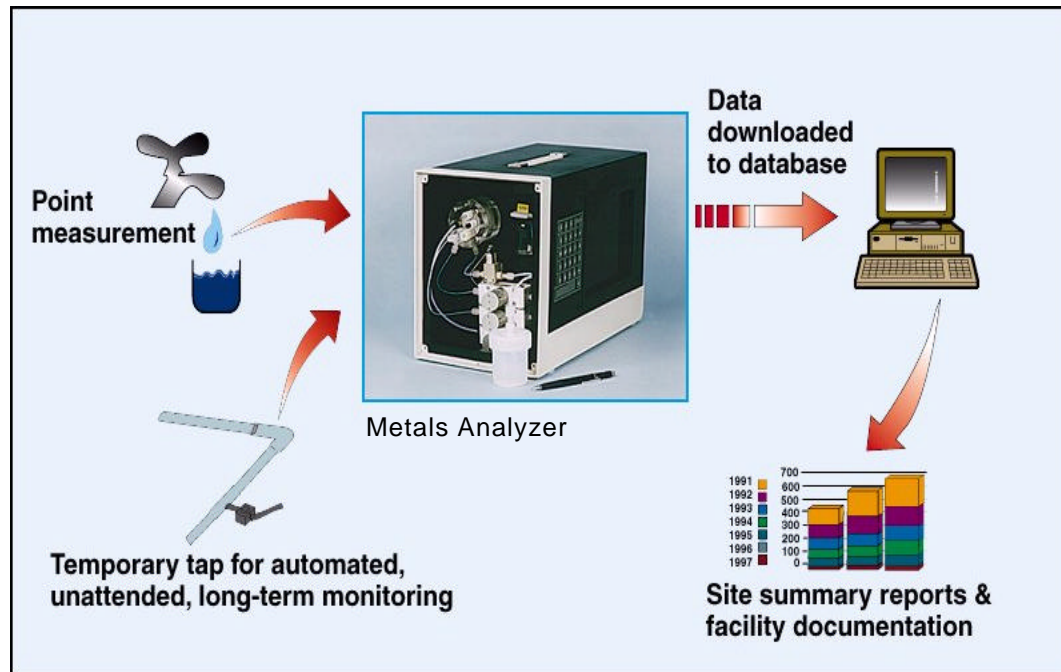 Point
measurement
Data
downloaded
to database
Metals Analyzer
Temporary tap for automated,
unattended, long-term monitoring
1991
1992
1993
1994
1995
1996
1997
700
600
500
400
300
200
100
0
Site summary reports &
facility documentation